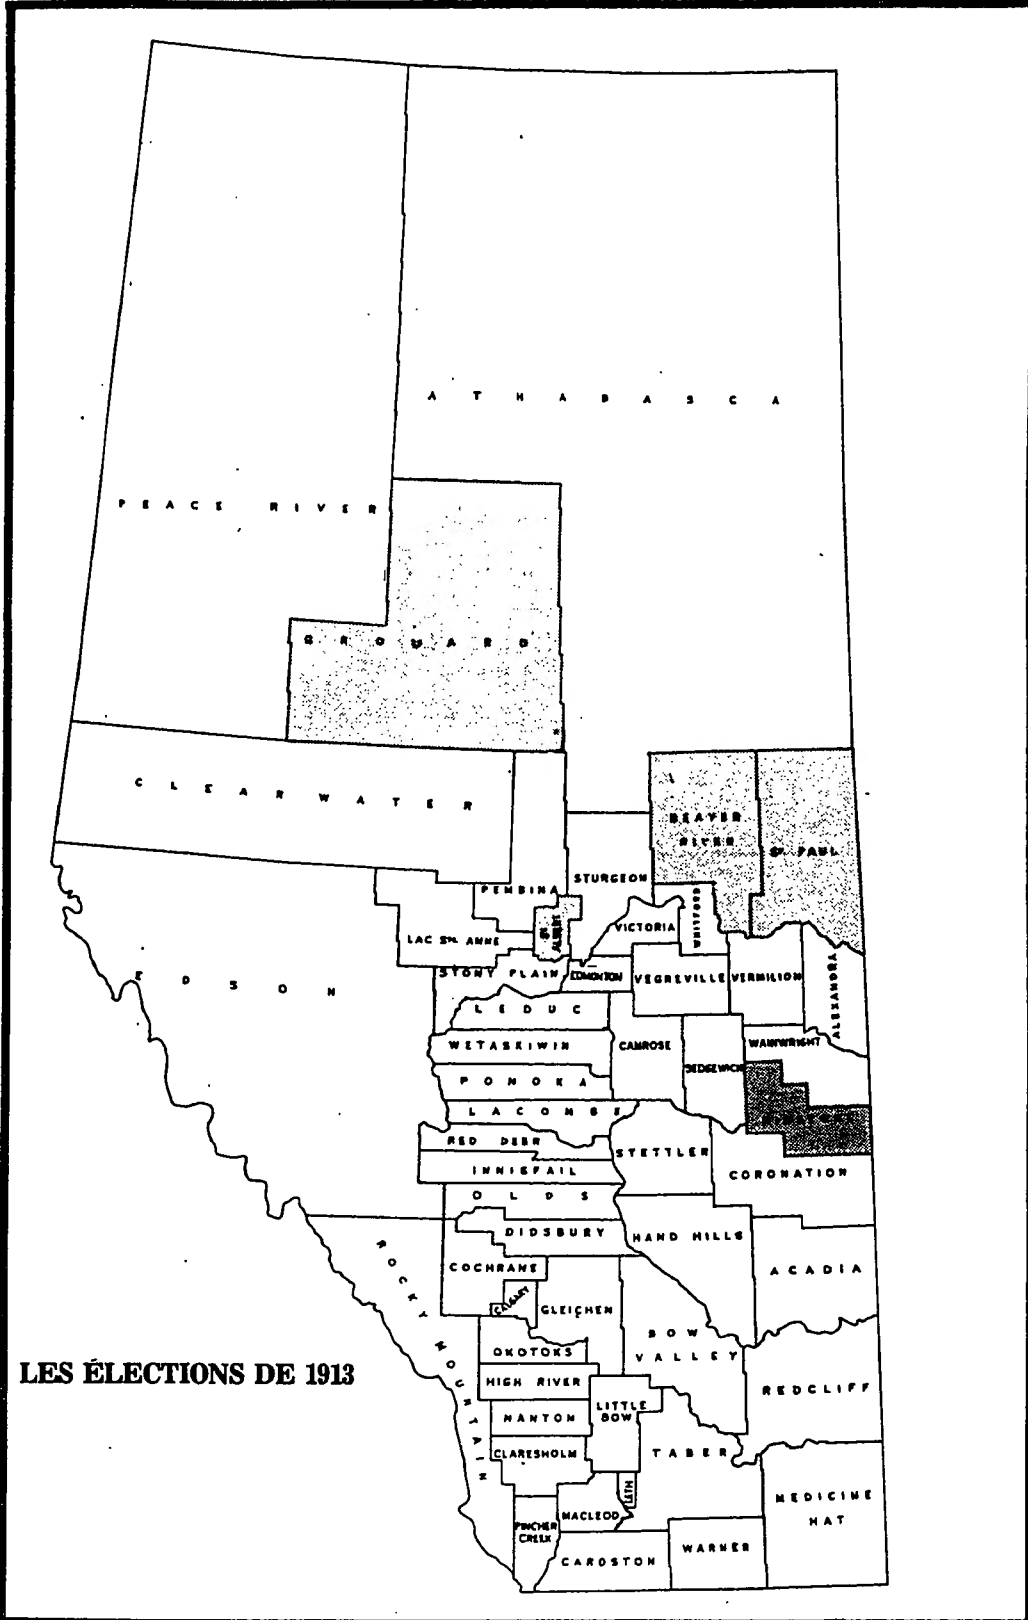 ATHABASCA
PEACE RIVER
GROUARD
CLEARWATER
BEAVER
RIVER
ST. PAUL
STURGEON
PEMBINA
ST.
ALBERT
VICTORIA
WHITFORD
LAC STE. ANNE
EDSON
STONY PLAIN
EDMONTON
VEGREVILLE
VERMILION
ALEXANDRA
LEDUC
WETASKIWIN
CAMROSE
WAINWRIGHT
SEDGEWICK
PONOKA
LACOMBE
RED DEER
STETTLER
INNISFAIL
CORONATION
OLDS
DIDSBURY
HAND HILLS
ROCKY MOUNTAIN
COCHRANE
ACADIA
CALGARY
GLEICHEN
BOW
VALLEY
OKOTOKS
LES ÉLECTIONS DE 1913
HIGH RIVER
REDCLIFF
LITTLE
BOW
NANTON
CLARESHOLM
TABER
LETH
MEDICINE
HAT
MACLEOD
PINCHER
CREEK
WARNER
CARDSTON